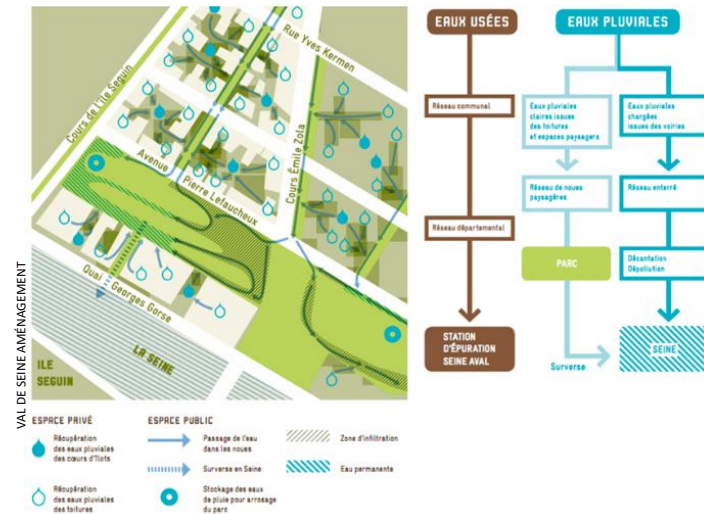 Rue Yves Kermen
Cours de l'Ile Seguin
Avenue Pierre Lefaucheux
Cours Émile Zola
Quai Georges Gorse
LA SEINE
ILE
SEGUIN
VAL DE SEINE AMÉNAGEMENT
EAUX USÉES
Réseau communal
Réseau départemental
STATION
D'ÉPURATION
SEINE AVAL
EAUX PLUVIALES
Eaux pluviales
claires issues
des toitures
et espaces paysagers
Réseau de noues
paysagères
PARC
Surverse
Eaux pluviales
chargées
issues des voiries
Réseau enterré
Décantation
Dépollution
SEINE
ESPACE PRIVÉ
Récupération
des eaux pluviales
des cœurs d'îlots
Récupération
des eaux pluviales
des toitures
ESPACE PUBLIC
Passage de l'eau
dans les noues
Surverse en Seine
Stockage des eaux
de pluie pour arrosage
du parc
Zone d'infiltration
Eau permanente